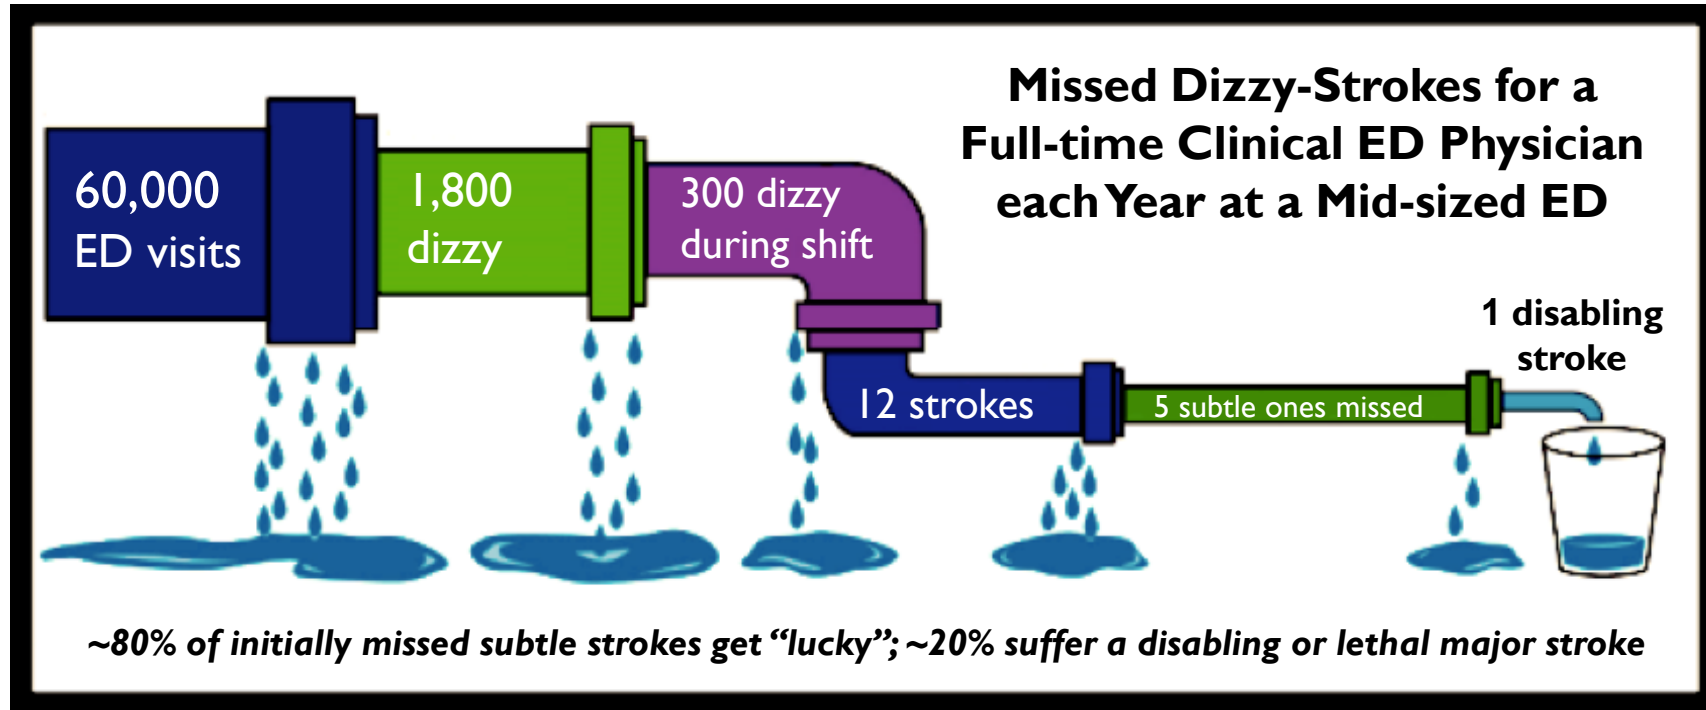 Missed Dizzy-Strokes for a
Full-time Clinical ED Physician
each Year at a Mid-sized ED
60,000
ED visits
1,800
dizzy
300 dizzy
during shift
12 strokes
5 subtle ones missed
1 disabling
stroke
~80% of initially missed subtle strokes get “lucky”; ~20% suffer a disabling or lethal major stroke